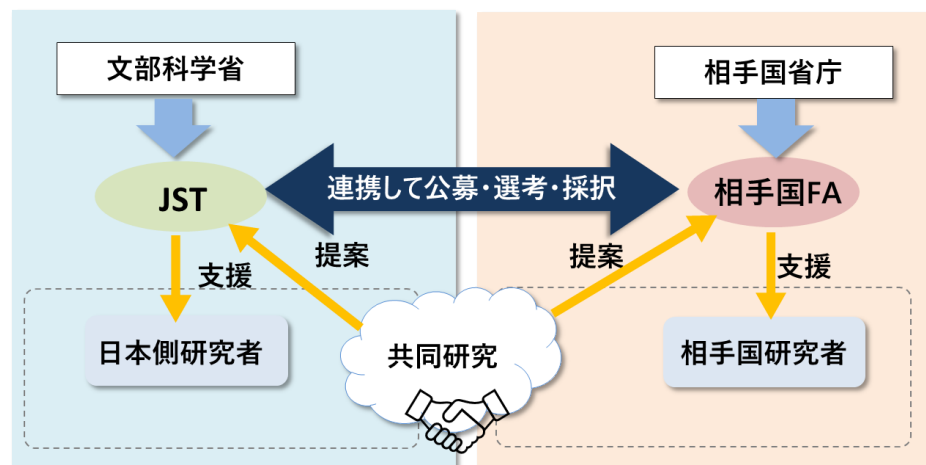 文部科学省
相手国省庁
連携して公募・選考・採択
JST
相手国FA
提案
提案
支援
支援
日本側研究者
共同研究
相手国研究者